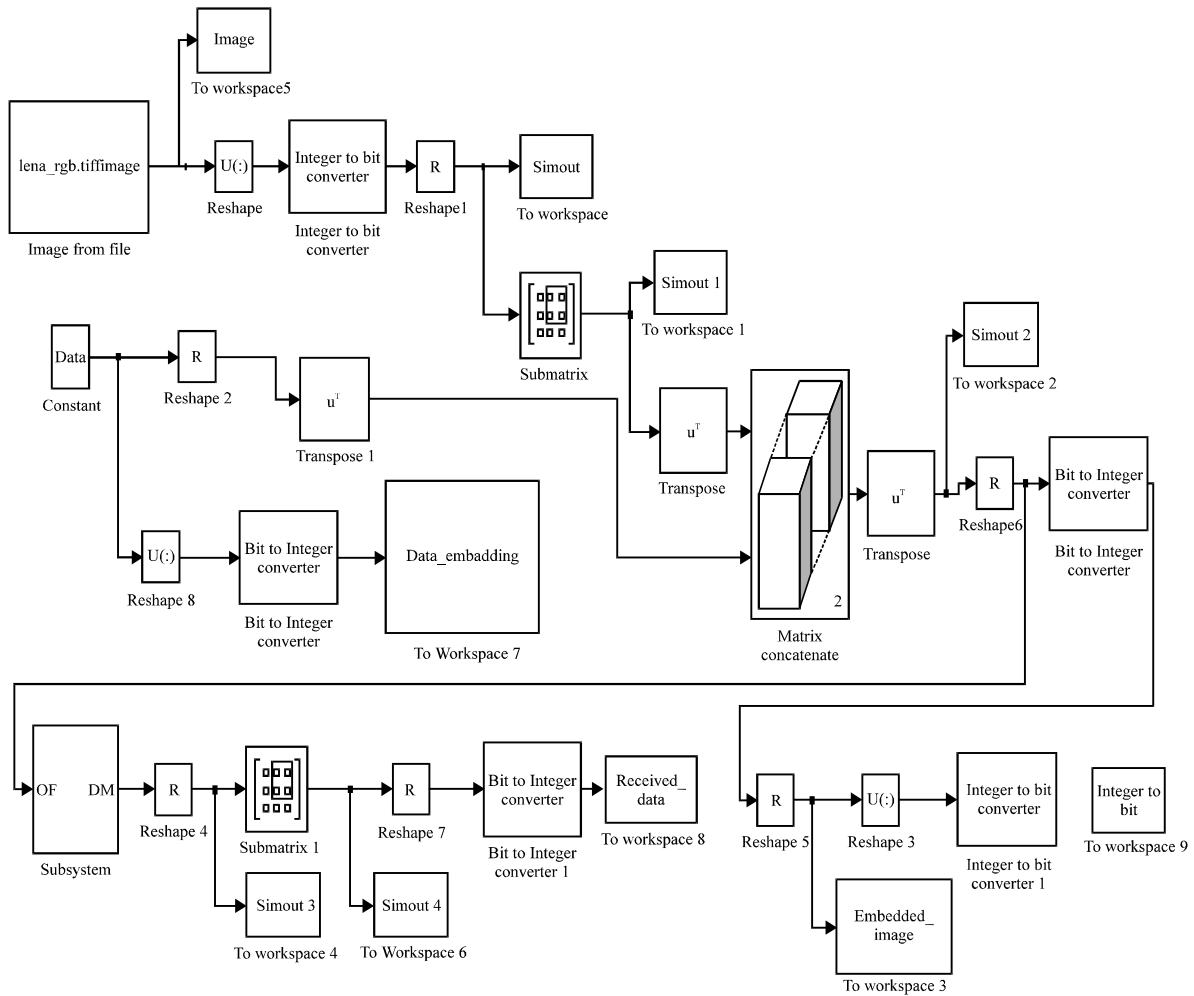 Image
To workspace5
lena_rgb.tiffimage
Image from file
U(:)
Reshape
Integer to bit
converter
Integer to bit
converter
R
Reshape1
Simout
To workspace
Submatrix
Simout 1
To workspace 1
Data
Constant
R
Reshape 2
uT
Transpose 1
uT
Transpose
2
Matrix
concatenate
uT
Transpose
Simout 2
To workspace 2
R
Reshape6
Bit to Integer
converter
Bit to Integer
converter
U(:)
Reshape 8
Bit to Integer
converter
Bit to Integer
converter
Data_embadding
To Workspace 7
OF
DM
Subsystem
R
Reshape 4
Submatrix 1
R
Reshape 7
Bit to Integer
converter
Bit to Integer
converter 1
Received_
data
To workspace 8
Simout 3
To workspace 4
Simout 4
To Workspace 6
R
Reshape 5
U(:)
Reshape 3
Integer to bit
converter
Integer to bit
converter 1
Integer to
bit
To workspace 9
Embedded_
image
To workspace 3